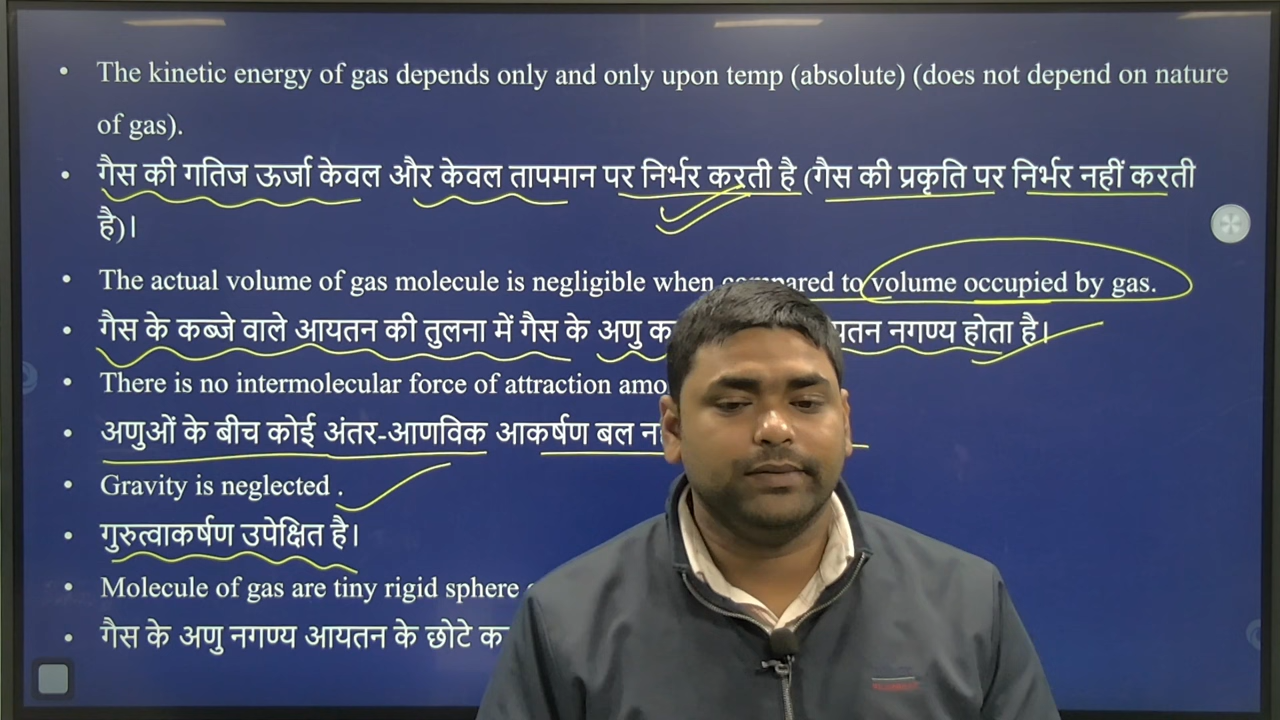 • The kinetic energy of gas depends only and only upon temp (absolute) (does not depend on nature
of gas).
• गैस की गतिज ऊर्जा केवल और केवल तापमान पर निर्भर करती है (गैस की प्रकृति पर निर्भर नहीं करती
है)।
• The actual volume of gas molecule is negligible when compared to volume occupied by gas.
• गैस के कब्जे वाले आयतन की तुलना में गैस के अणु नगण्य होता है।
• There is no intermolecular force of attraction
• अणुओं के बीच कोई अंतर-आणविक आकर्षण बल
• Gravity is neglected .
• गुरुत्वाकर्षण उपेक्षित है।
• Molecule of gas are tiny rigid sphere
• गैस के अणु नगण्य आयतन के छोटे